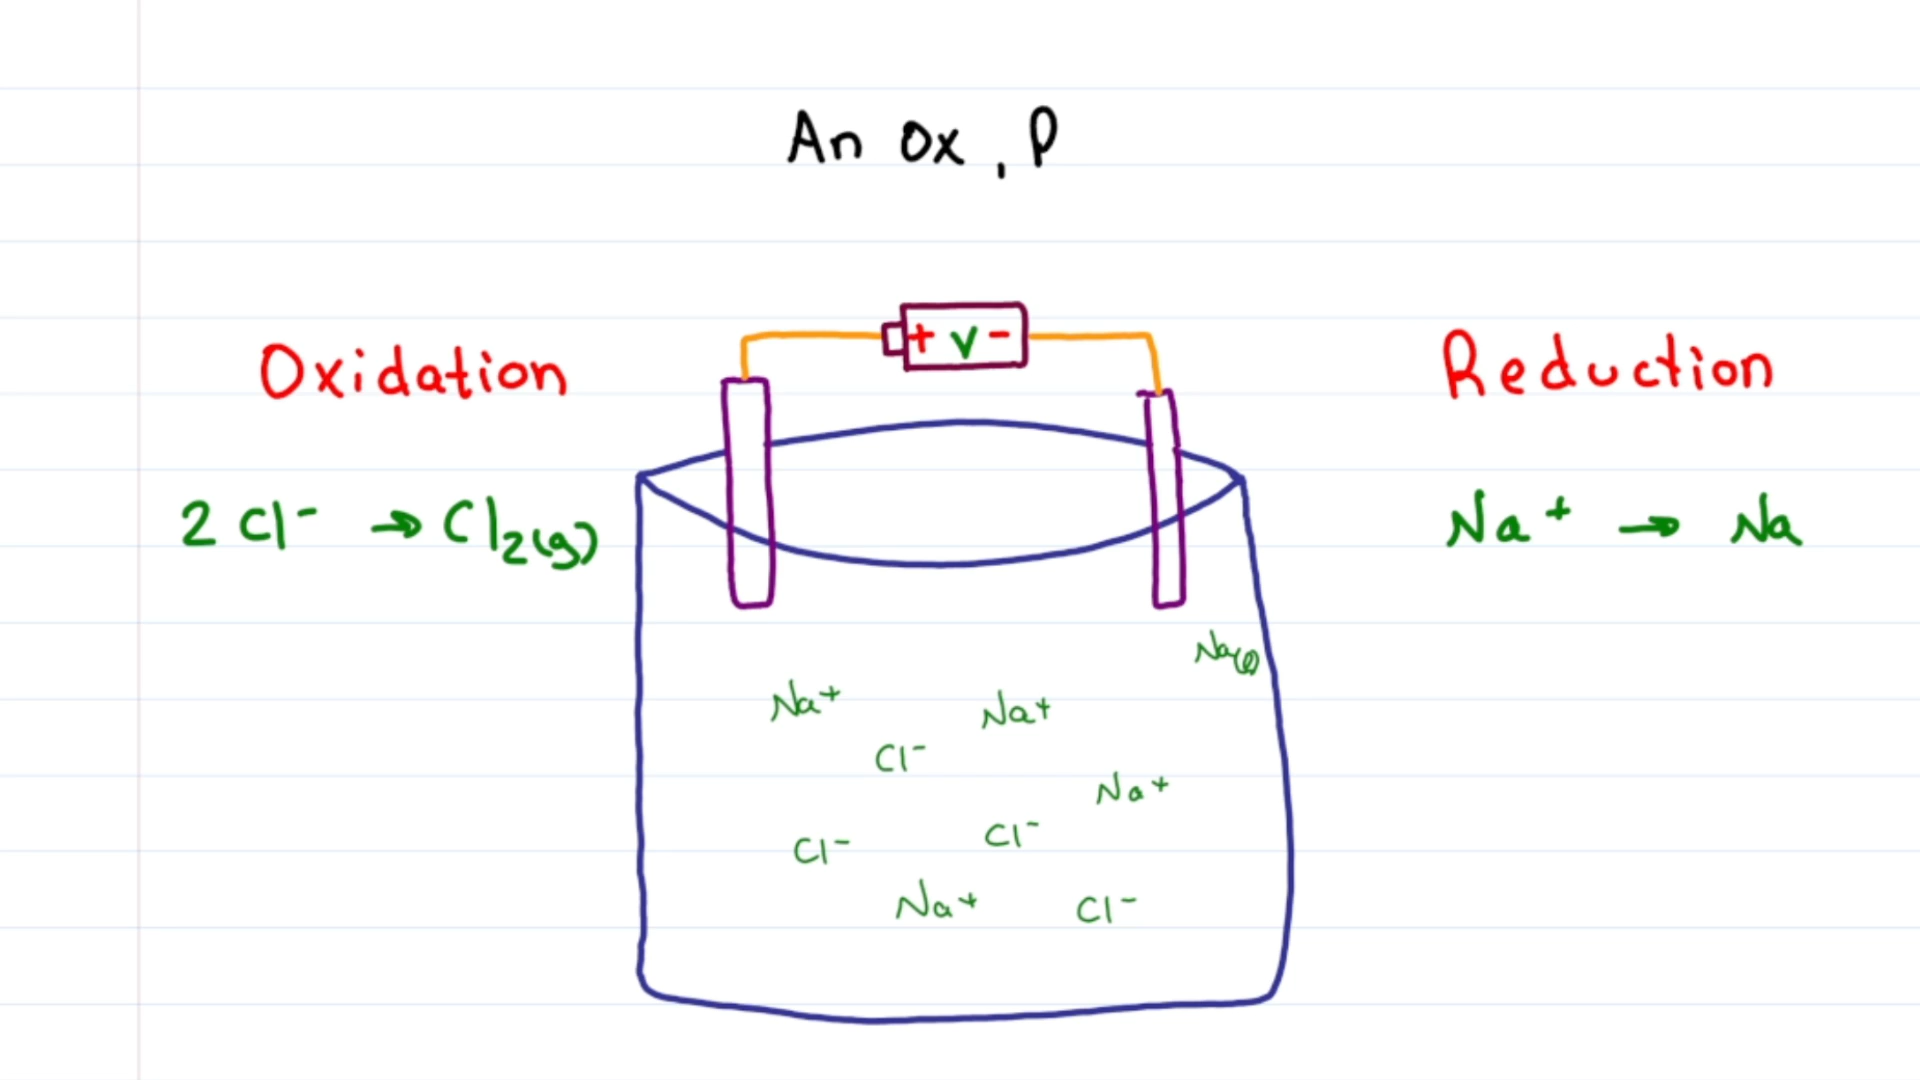 An Ox, P
+ V -
Oxidation
Reduction
2 Cl⁻ → Cl₂(g)
Na⁺ → Na
Na(l)
Na⁺
Na⁺
Cl⁻
Na⁺
Cl⁻
Cl⁻
Na⁺
Cl⁻